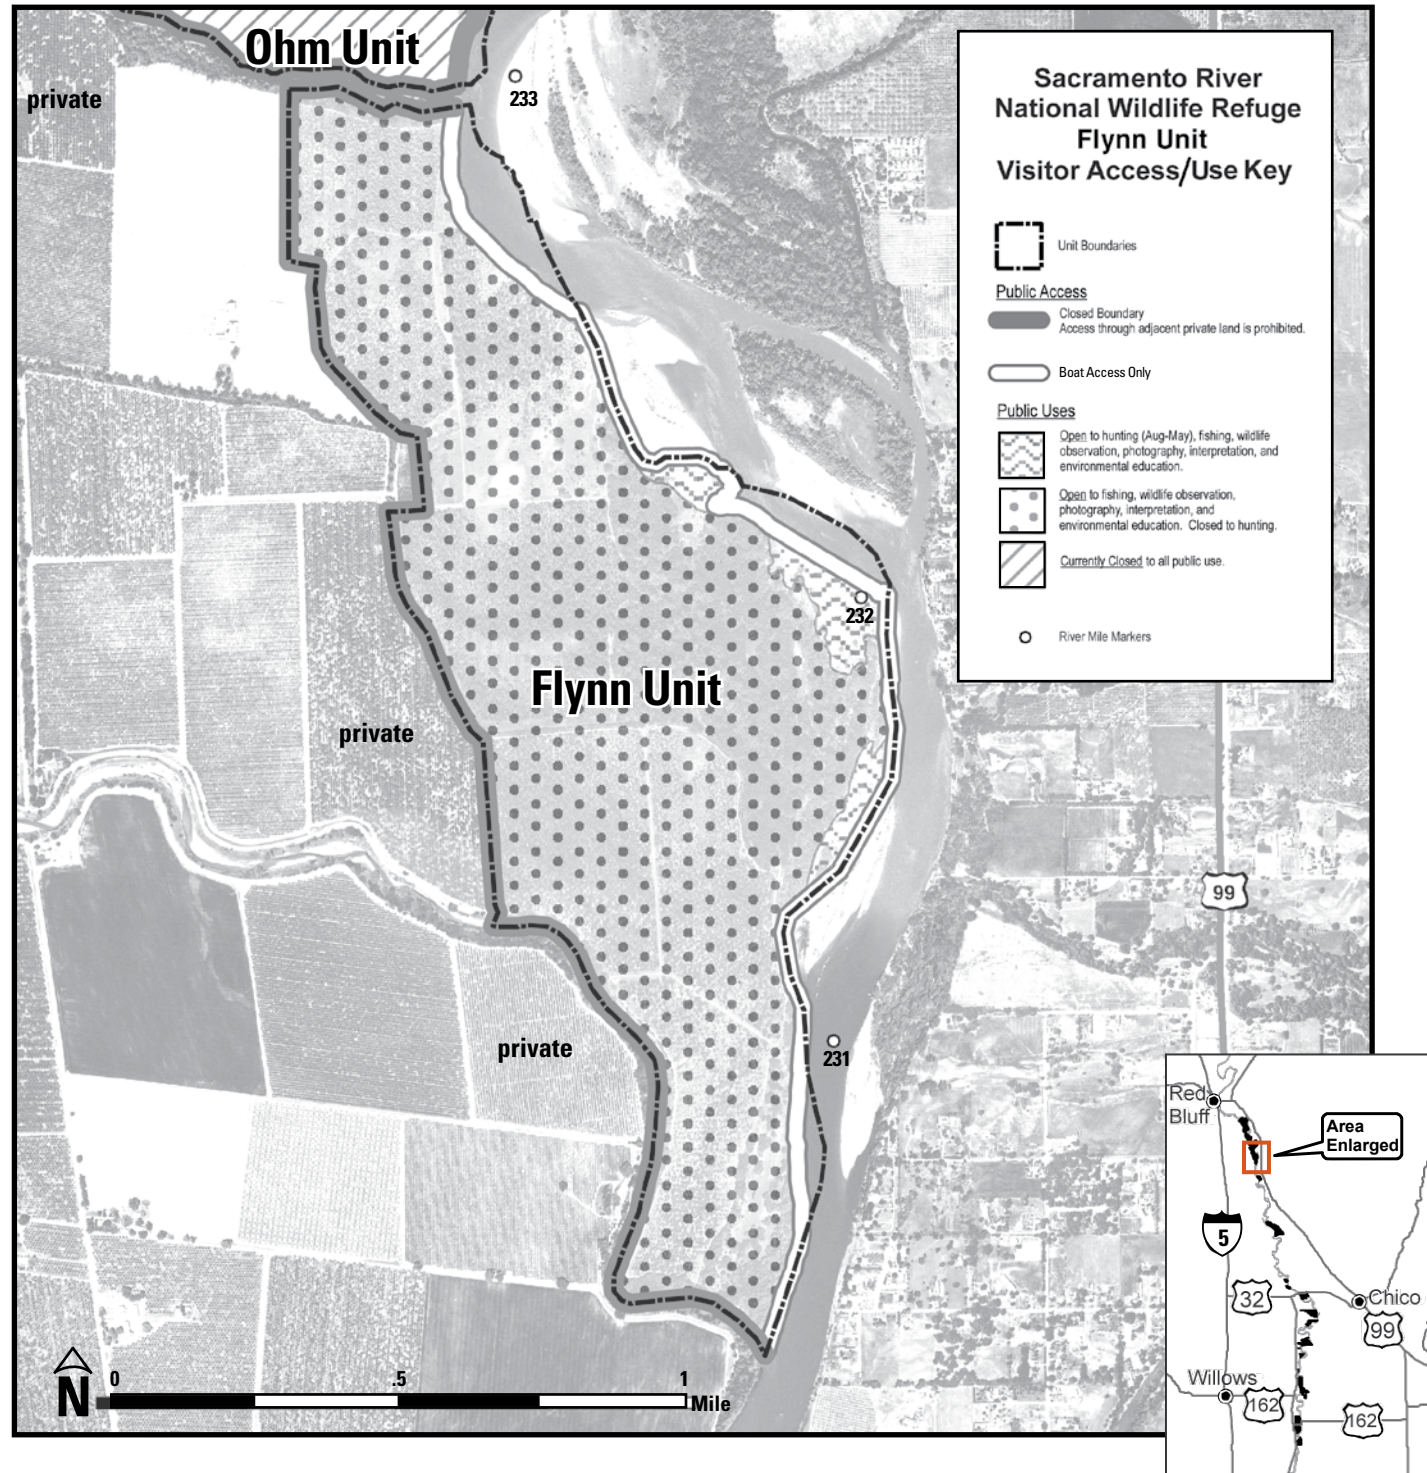 Ohm Unit
private
233
Sacramento River
National Wildlife Refuge
Flynn Unit
Visitor Access/Use Key
Unit Boundaries
Public Access
Closed Boundary
Access through adjacent private land is prohibited.
Boat Access Only
Public Uses
Open to hunting (Aug-May), fishing, wildlife
observation, photography, interpretation, and
environmental education.
Open to fishing, wildlife observation,
photography, interpretation, and
environmental education. Closed to hunting.
Currently Closed to all public use.
River Mile Markers
232
Flynn Unit
private
99
private
231
Red
Bluff
Area
Enlarged
5
32
Chico
99
Willows
162
162
N
0
.5
1
Mile